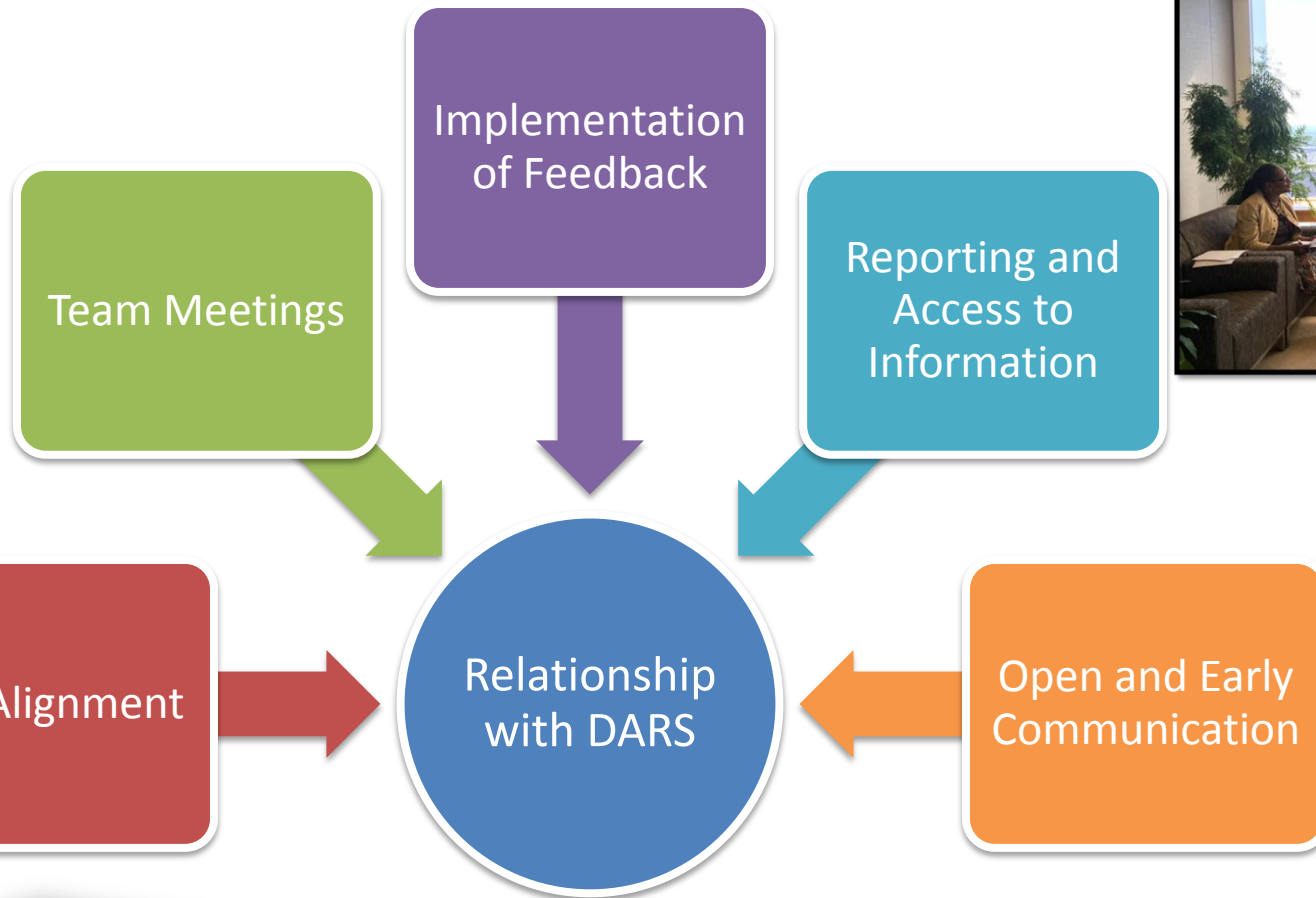 Implementation
of Feedback
Team Meetings
Reporting and
Access to
Information
Alignment
Relationship
with DARS
Open and Early
Communication